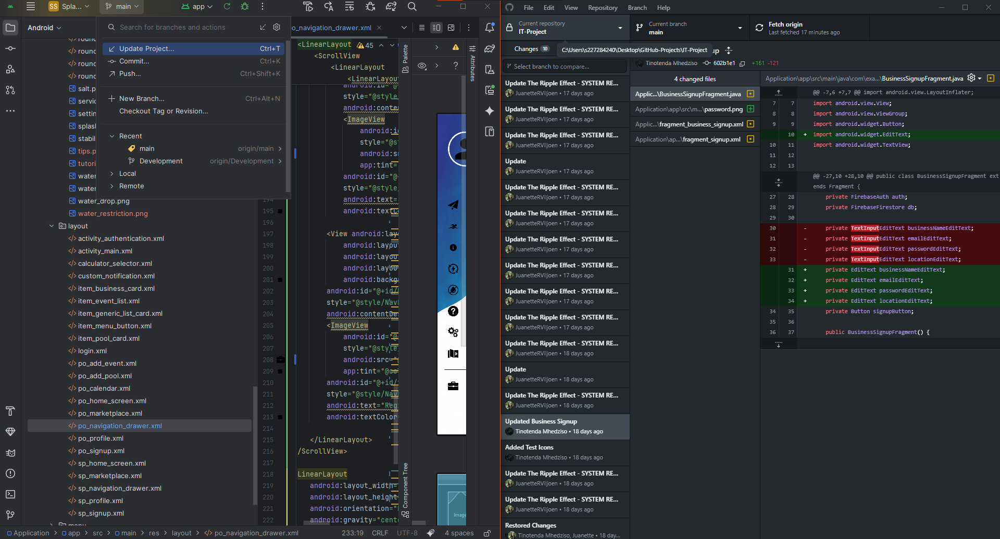 SS Spla...
main
app
Android
Search for branches and actions
Update Project... Ctrl+T
Commit... Ctrl+K
Push... Ctrl+Shift+K
New Branch... Ctrl+Alt+N
Checkout Tag or Revision...
Recent
main origin/main
Development origin/Development
Local
Remote
salt.p
servic
settin
splas
stabil
tips.p
tutori
water
water
water_drop.png
water_restriction.png
layout
activity_authentication.xml
activity_main.xml
calculator_selector.xml
custom_notification.xml
item_business_card.xml
item_event_list.xml
item_generic_list_card.xml
item_menu_button.xml
item_pool_card.xml
login.xml
po_add_event.xml
po_add_pool.xml
po_calendar.xml
po_home_screen.xml
po_marketplace.xml
po_navigation_drawer.xml
po_profile.xml
po_signup.xml
sp_home_screen.xml
sp_marketplace.xml
sp_navigation_drawer.xml
sp_profile.xml
sp_signup.xml
po_navigation_drawer.xml
45
<LinearLayout
<ScrollView
<LinearLayout
<LinearLayou
style="@style
android:conte
<ImageView
android:i
style="@s
android:s
app:tint=
android:id="@
style="@style
android:text=
195 android:textC
196
197 <View android:lay
198 android:layou
199 android:layou
200 android:layou
201 android:backg
202 android:id="@+id/
203 style="@style/Nav
204 android:contentDes
205 <ImageView
206 android:id="@
207 style="@style
208 android:src="
209 app:tint="@co
210 android:id="@+id/
211 style="@style/Nav
212 android:text="Reg
213 android:textColor
214
215 </LinearLayout>
216 /ScrollView>
217
218 LinearLayout
219 android:layout_width=
220 android:layout_height
221 android:orientation="
222 android:gravity="cent
Palette
Attributes
Component Tree
Image
Application > app > src > main > res > layout > po_navigation_drawer.xml
233:19 CRLF UTF-8 4 spaces
File Edit View Repository Branch Help
Current repository
IT-Project
Current branch
main
Fetch origin
Last fetched 17 minutes ago
Changes 10
C:\Users\s227284240\Desktop\GitHub-Projects\IT-Project
up
Tinotenda Mhedziso 602b1e1 +161 -121
Select branch to compare...
Update The Ripple Effect - SYSTEM RE...
JuanetteRViljoen • 17 days ago
Update The Ripple Effect - SYSTEM RE...
JuanetteRViljoen • 17 days ago
Update The Ripple Effect - SYSTEM RE...
JuanetteRViljoen • 17 days ago
Update
JuanetteRViljoen • 17 days ago
Update The Ripple Effect - SYSTEM RE...
JuanetteRViljoen • 17 days ago
Update The Ripple Effect - SYSTEM RE...
JuanetteRViljoen • 17 days ago
Update The Ripple Effect - SYSTEM RE...
JuanetteRViljoen • 17 days ago
Update The Ripple Effect - SYSTEM RE...
JuanetteRViljoen • 17 days ago
Update The Ripple Effect - SYSTEM RE...
JuanetteRViljoen • 17 days ago
Update The Ripple Effect - SYSTEM RE...
JuanetteRViljoen • 17 days ago
Update The Ripple Effect - SYSTEM RE...
JuanetteRViljoen • 18 days ago
Update
JuanetteRViljoen • 18 days ago
Update The Ripple Effect - SYSTEM RE...
JuanetteRViljoen • 18 days ago
Updated Business Signup
Tinotenda Mhedziso • 18 days ago
Added Test Icons
Tinotenda Mhedziso • 18 days ago
Update The Ripple Effect - SYSTEM RE...
JuanetteRViljoen • 18 days ago
Update The Ripple Effect - SYSTEM RE...
JuanetteRViljoen • 18 days ago
Restored Changes
Tinotenda Mhedziso, Juanette • 18 day...
4 changed files
Applic...\BusinessSignupFragment.java
Application\app\src\m...\password.png
Applic...\fragment_business_signup.xml
Application\ap...\fragment_signup.xml
Application\app\src\main\java\com\exa...\BusinessSignupFragment.java
@@ -7,6 +7,7 @@ import android.view.LayoutInflater;
7 7 import android.view.View;
8 8 import android.view.ViewGroup;
9 9 import android.widget.Button;
10 + import android.widget.EditText;
10 11 import android.widget.TextView;
11 12
12 13
@@ -27,10 +28,10 @@ public class BusinessSignupFragment ext
ends Fragment {
27 28 private FirebaseAuth auth;
28 29 private FirebaseFirestore db;
29 30
30 - private TextInputEditText businessNameEditText;
31 - private TextInputEditText emailEditText;
32 - private TextInputEditText passwordEditText;
33 - private TextInputEditText locationEditText;
31 + private EditText businessNameEditText;
32 + private EditText emailEditText;
33 + private EditText passwordEditText;
34 + private EditText locationEditText;
34 35 private Button signupButton;
35 36
36 37 public BusinessSignupFragment() {